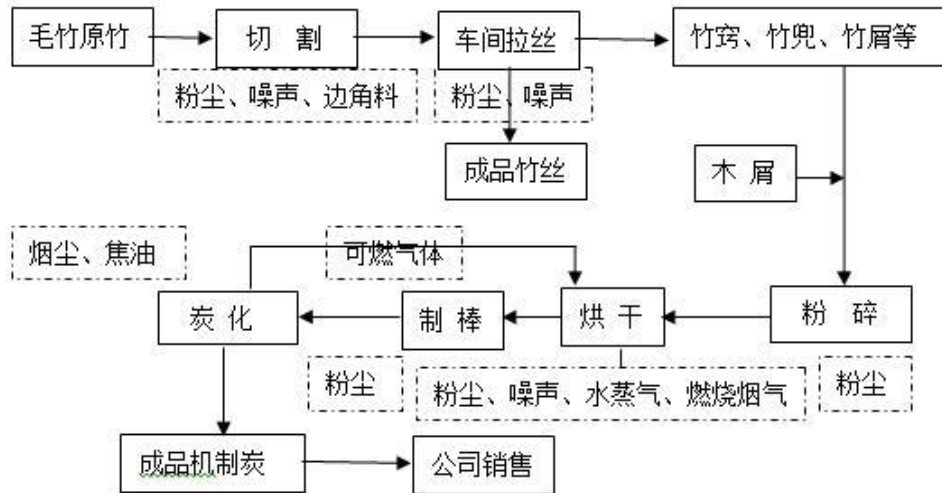 毛竹原竹
切 割
车间拉丝
竹窍、竹兜、竹屑等
粉尘、噪声、边角料
粉尘、噪声
成品竹丝
木 屑
烟尘、焦油
可燃气体
炭 化
制 棒
烘 干
粉 碎
粉尘
粉尘、噪声、水蒸气、燃烧烟气
粉尘
成品机制炭
公司销售